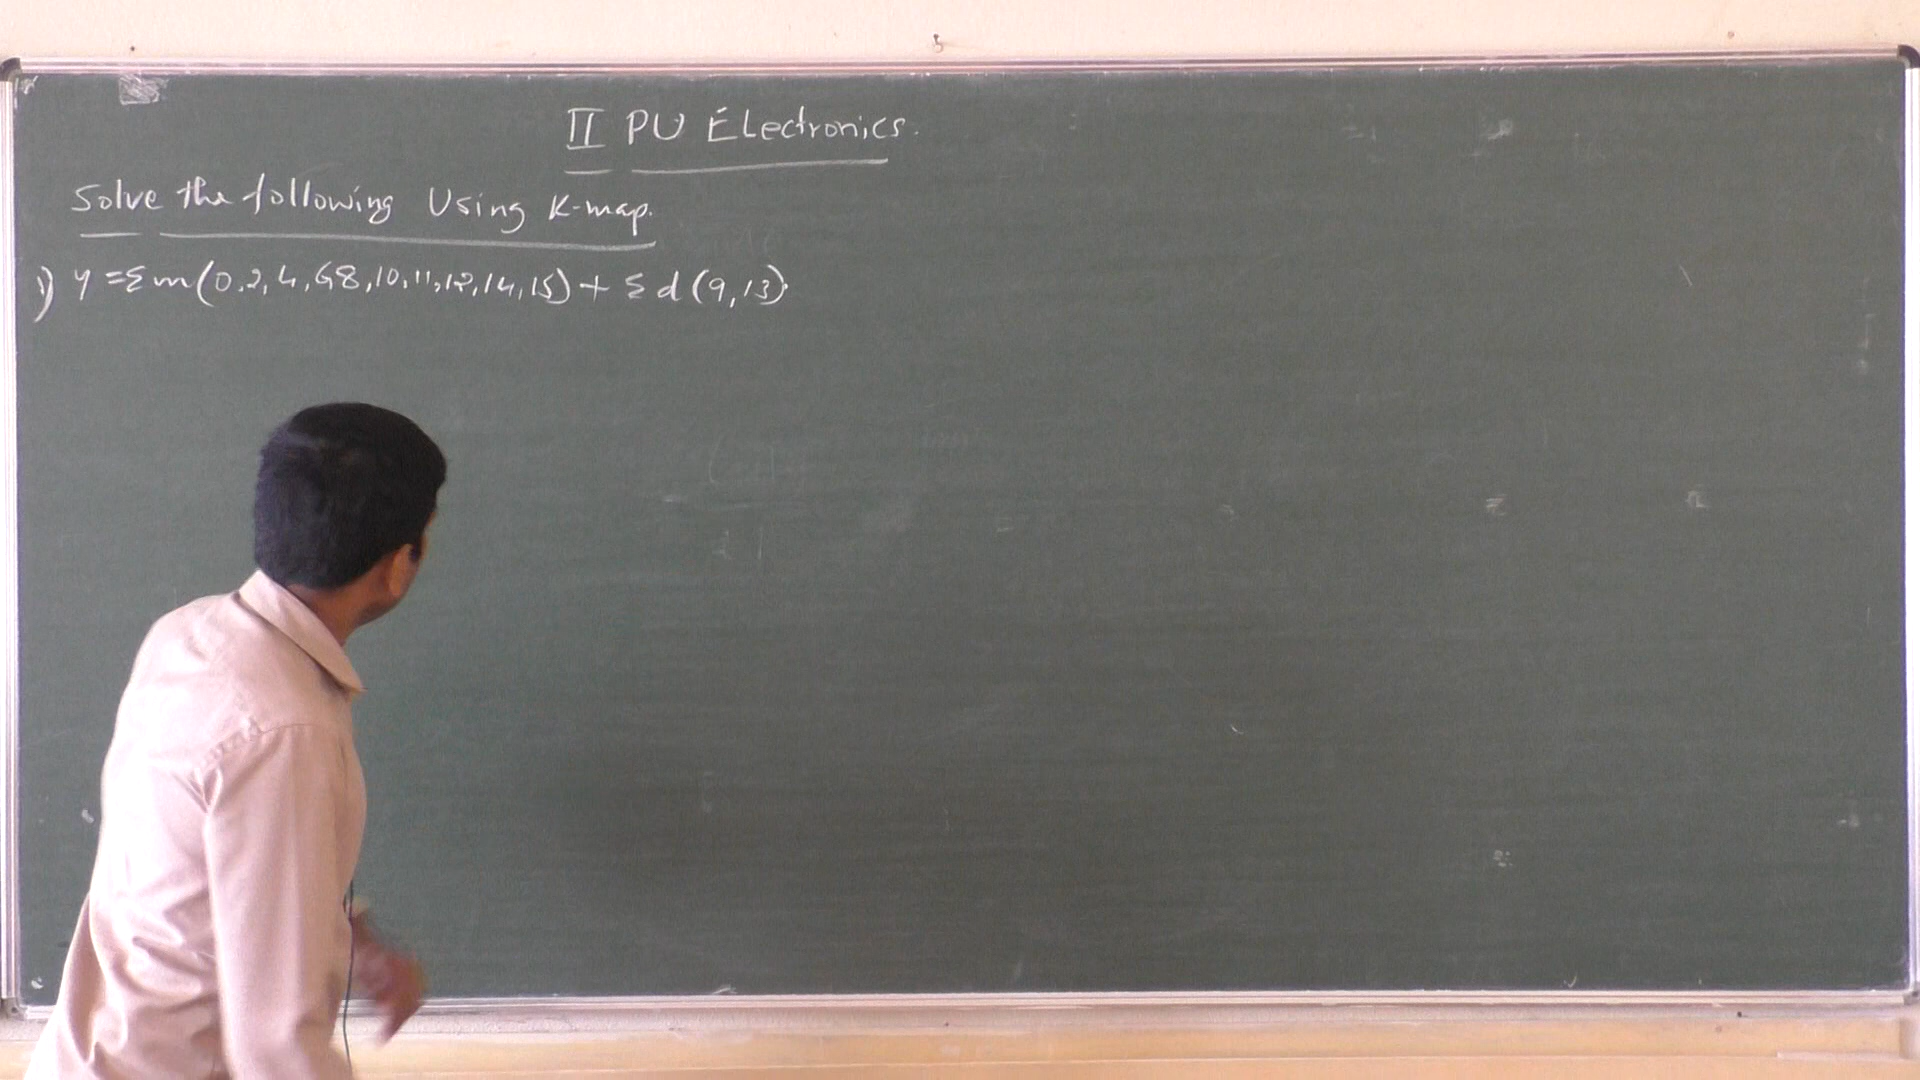 II PU Electronics.
Solve the following Using K-map.
1) Y = Σm(0,2,4,6,8,10,11,12,14,15) + Σd(9,13).